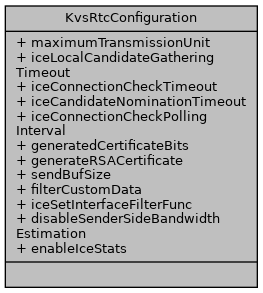 KvsRtcConfiguration
+ maximumTransmissionUnit
+ iceLocalCandidateGathering
Timeout
+ iceConnectionCheckTimeout
+ iceCandidateNominationTimeout
+ iceConnectionCheckPolling
Interval
+ generatedCertificateBits
+ generateRSACertificate
+ sendBufSize
+ filterCustomData
+ iceSetInterfaceFilterFunc
+ disableSenderSideBandwidth
Estimation
+ enableIceStats